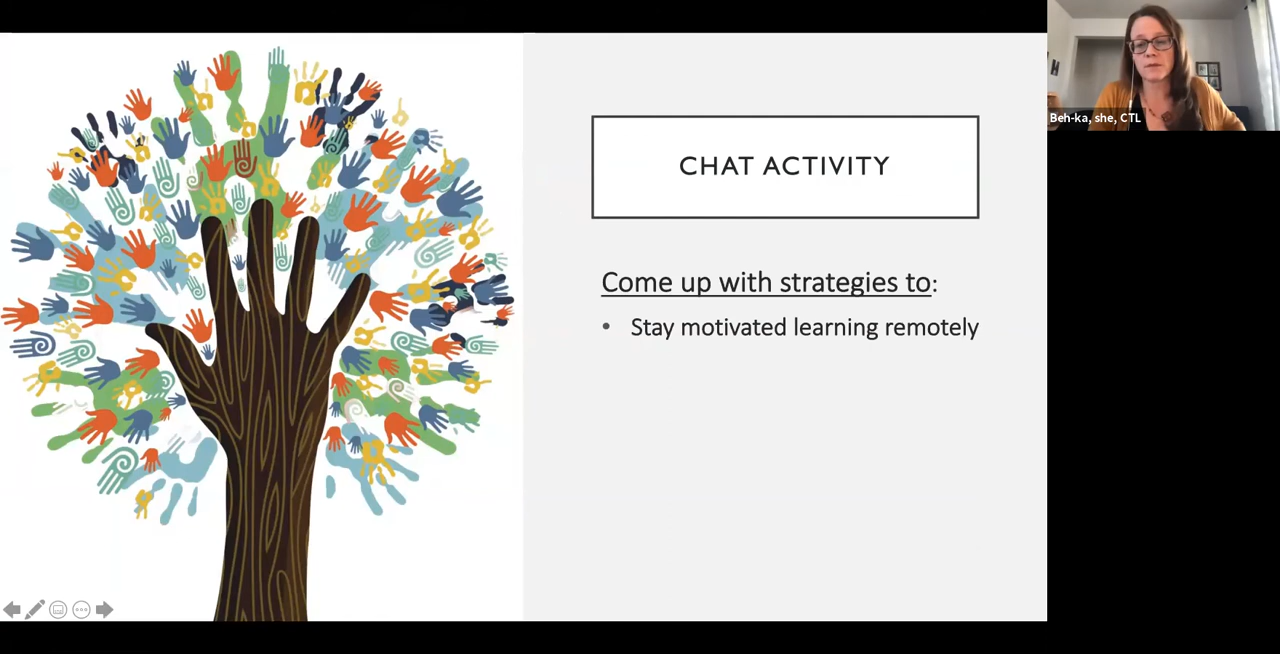 CHAT ACTIVITY
Come up with strategies to:
• Stay motivated learning remotely
Beh-ka, she, CTL